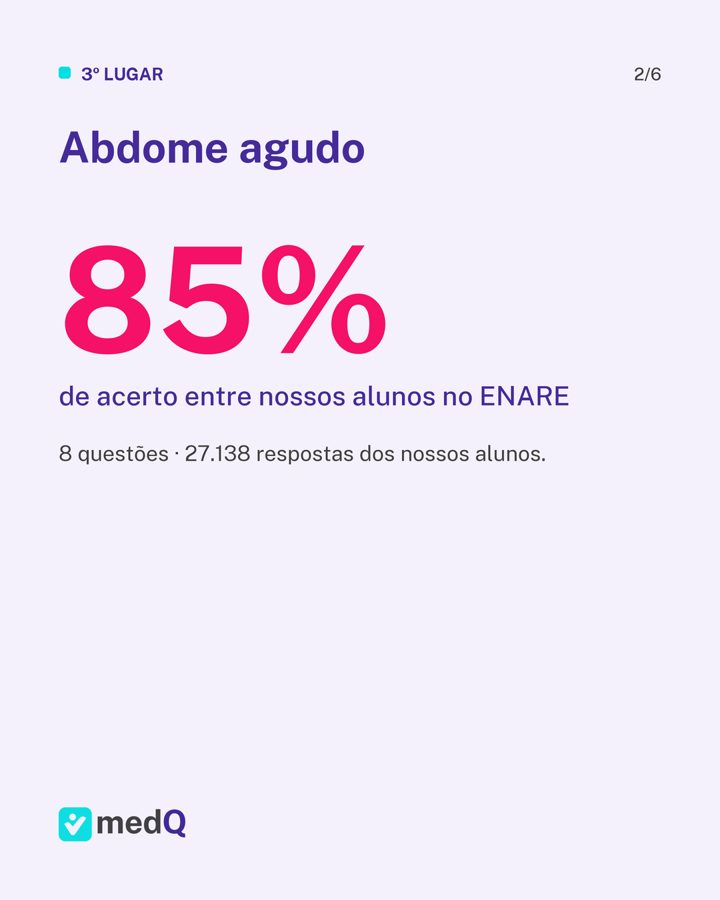 3º LUGAR
2/6
Abdome agudo
85%
de acerto entre nossos alunos no ENARE
8 questões · 27.138 respostas dos nossos alunos.
medQ